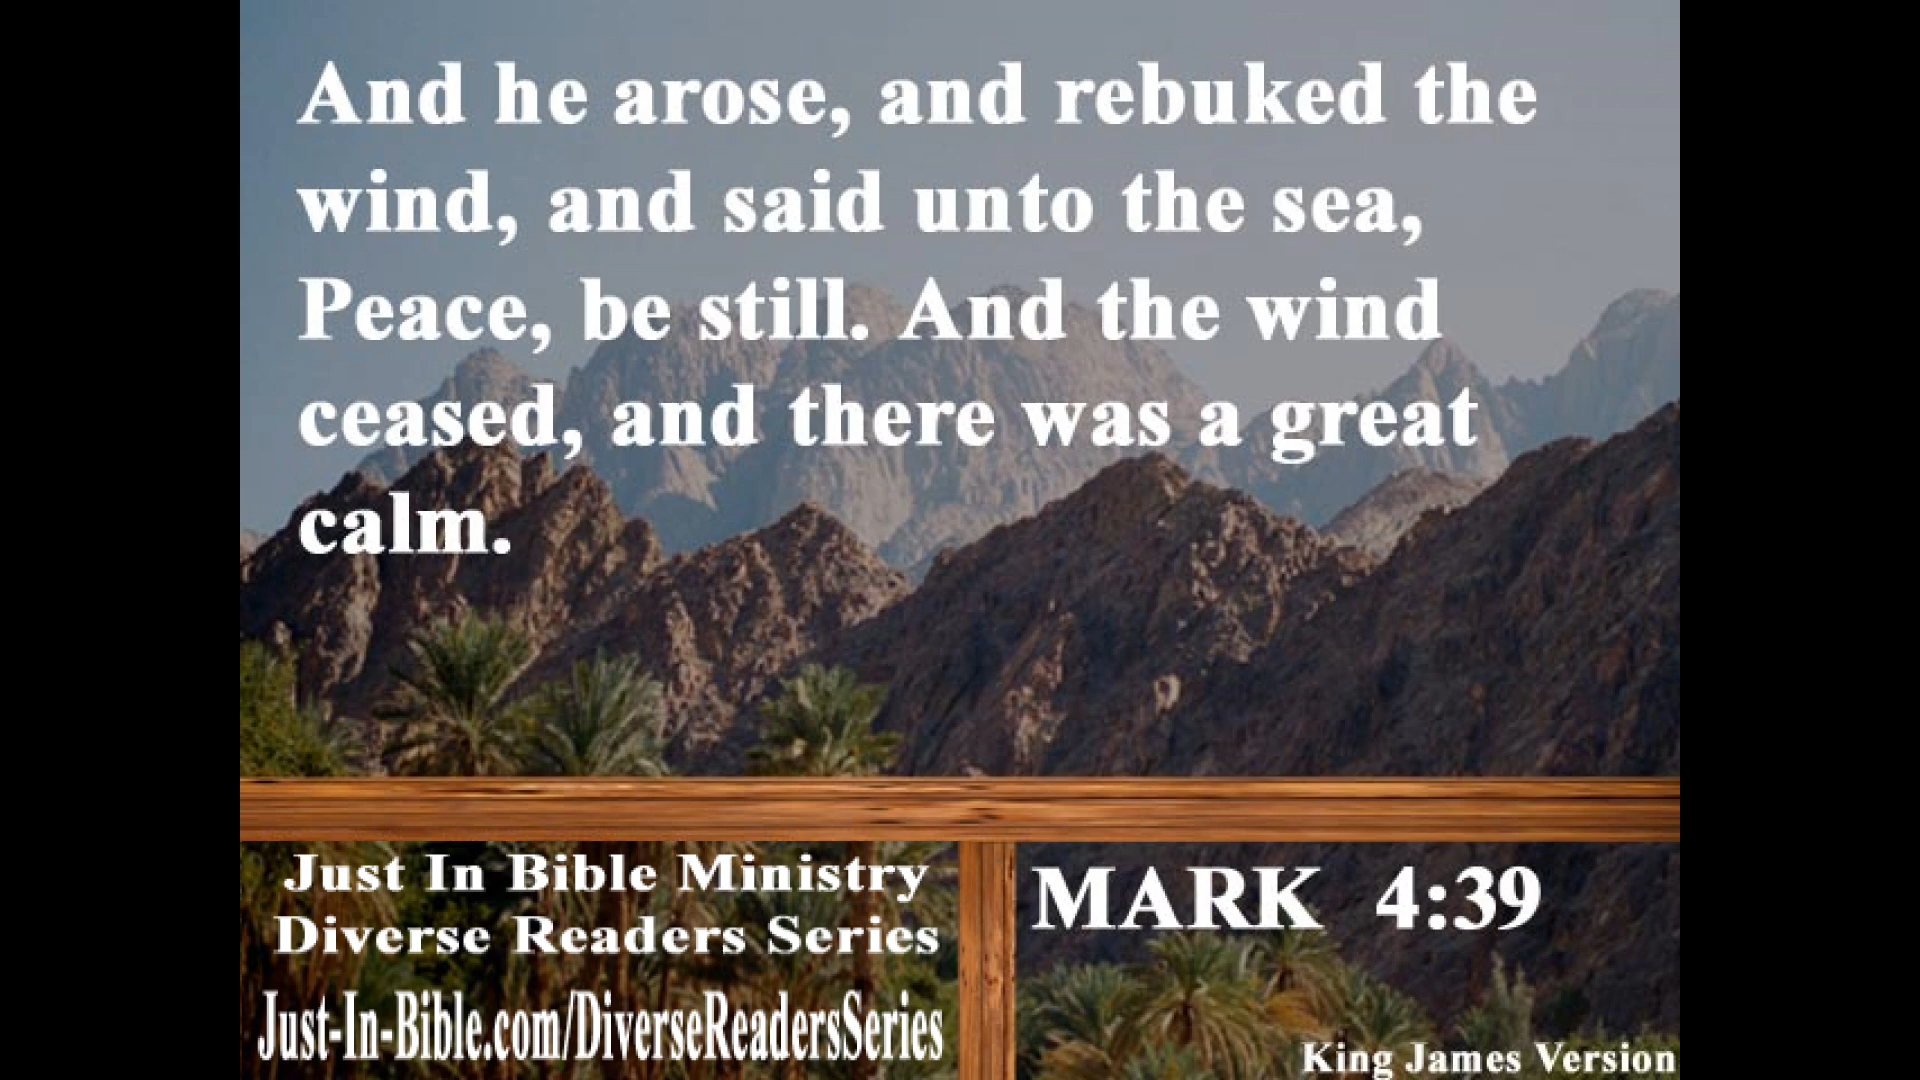 And he arose, and rebuked the
wind, and said unto the sea,
Peace, be still. And the wind
ceased, and there was a great
calm.
Just In Bible Ministry
Diverse Readers Series
Just-In-Bible.com/DiverseReadersSeries
MARK 4:39
King James Version